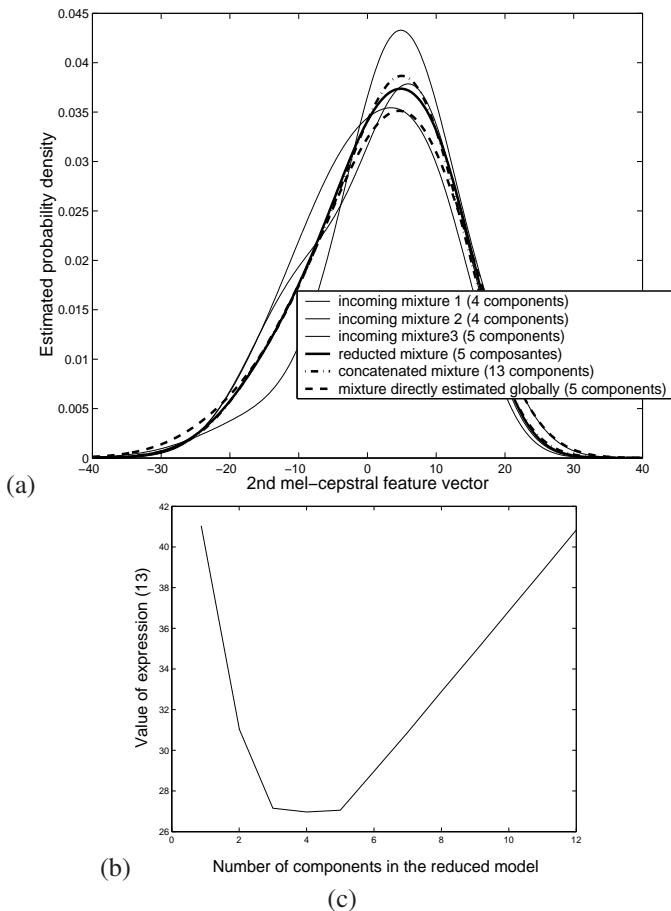 0.045
0.04
0.035
0.03
0.025
0.02
0.015
0.01
0.005
0
Estimated probability density
incoming mixture 1 (4 components)
incoming mixture 2 (4 components)
incoming mixture3 (5 components)
reducted mixture (5 composantes)
concatenated mixture (13 components)
mixture directly estimated globally (5 components)
−40 −30 −20 −10 0 10 20 30 40
2nd mel−cepstral feature vector
(a)
42
40
38
36
34
32
30
28
26
Value of expression (13)
0 2 4 6 8 10 12
Number of components in the reduced model
(b)
(c)